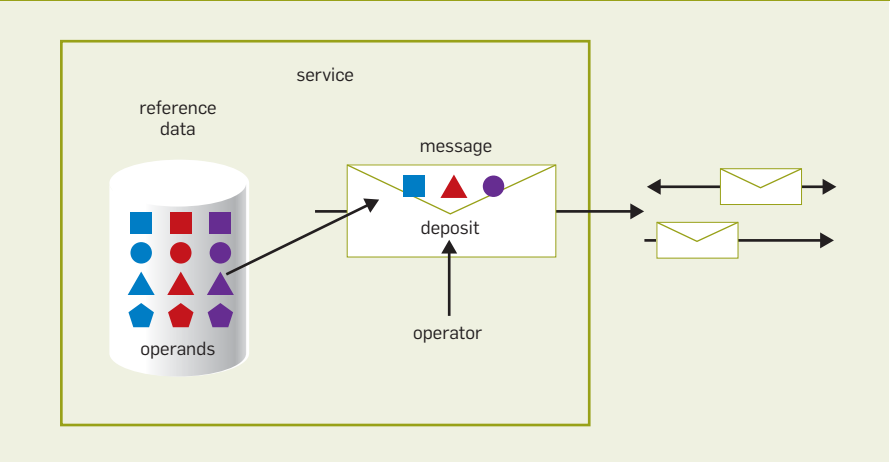 service
reference
data
message
deposit
operator
operands